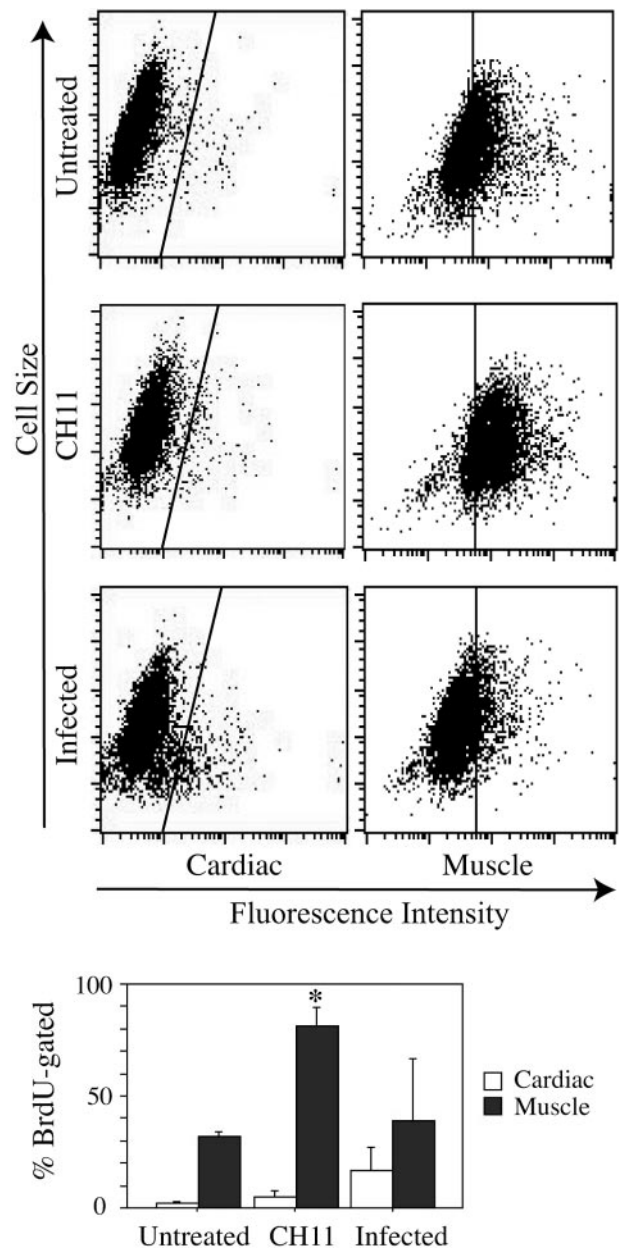 Cell Size
Untreated
CH11
Infected
Cardiac
Muscle
Fluorescence Intensity
% BrdU-gated
100
50
0
*
Untreated
CH11
Infected
Cardiac
Muscle